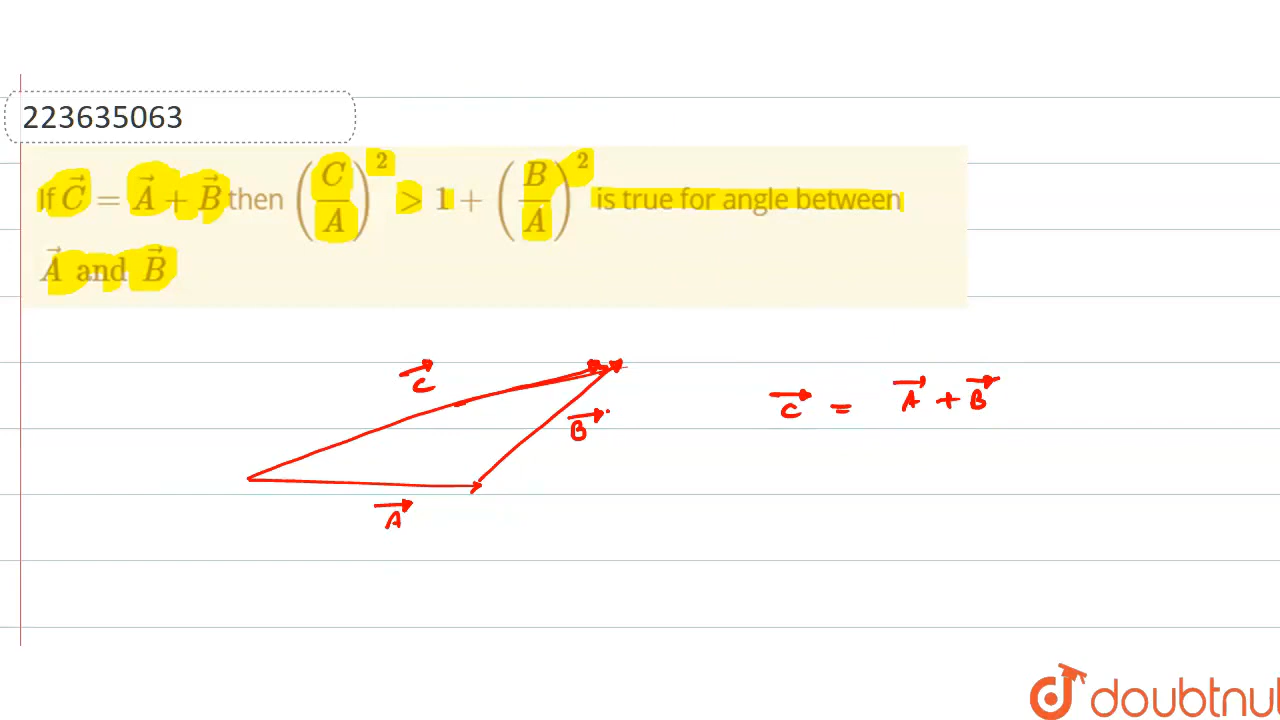 223635063
If $\vec{C} = \vec{A} + \vec{B}$ then $\left(\frac{C}{A}\right)^2 > 1 + \left(\frac{B}{A}\right)^2$ is true for angle between
$\vec{A}$ and $\vec{B}$
$\vec{C}$
$\vec{C} = \vec{A} + \vec{B}$
$\vec{B}$
$\vec{A}$
doubtnut